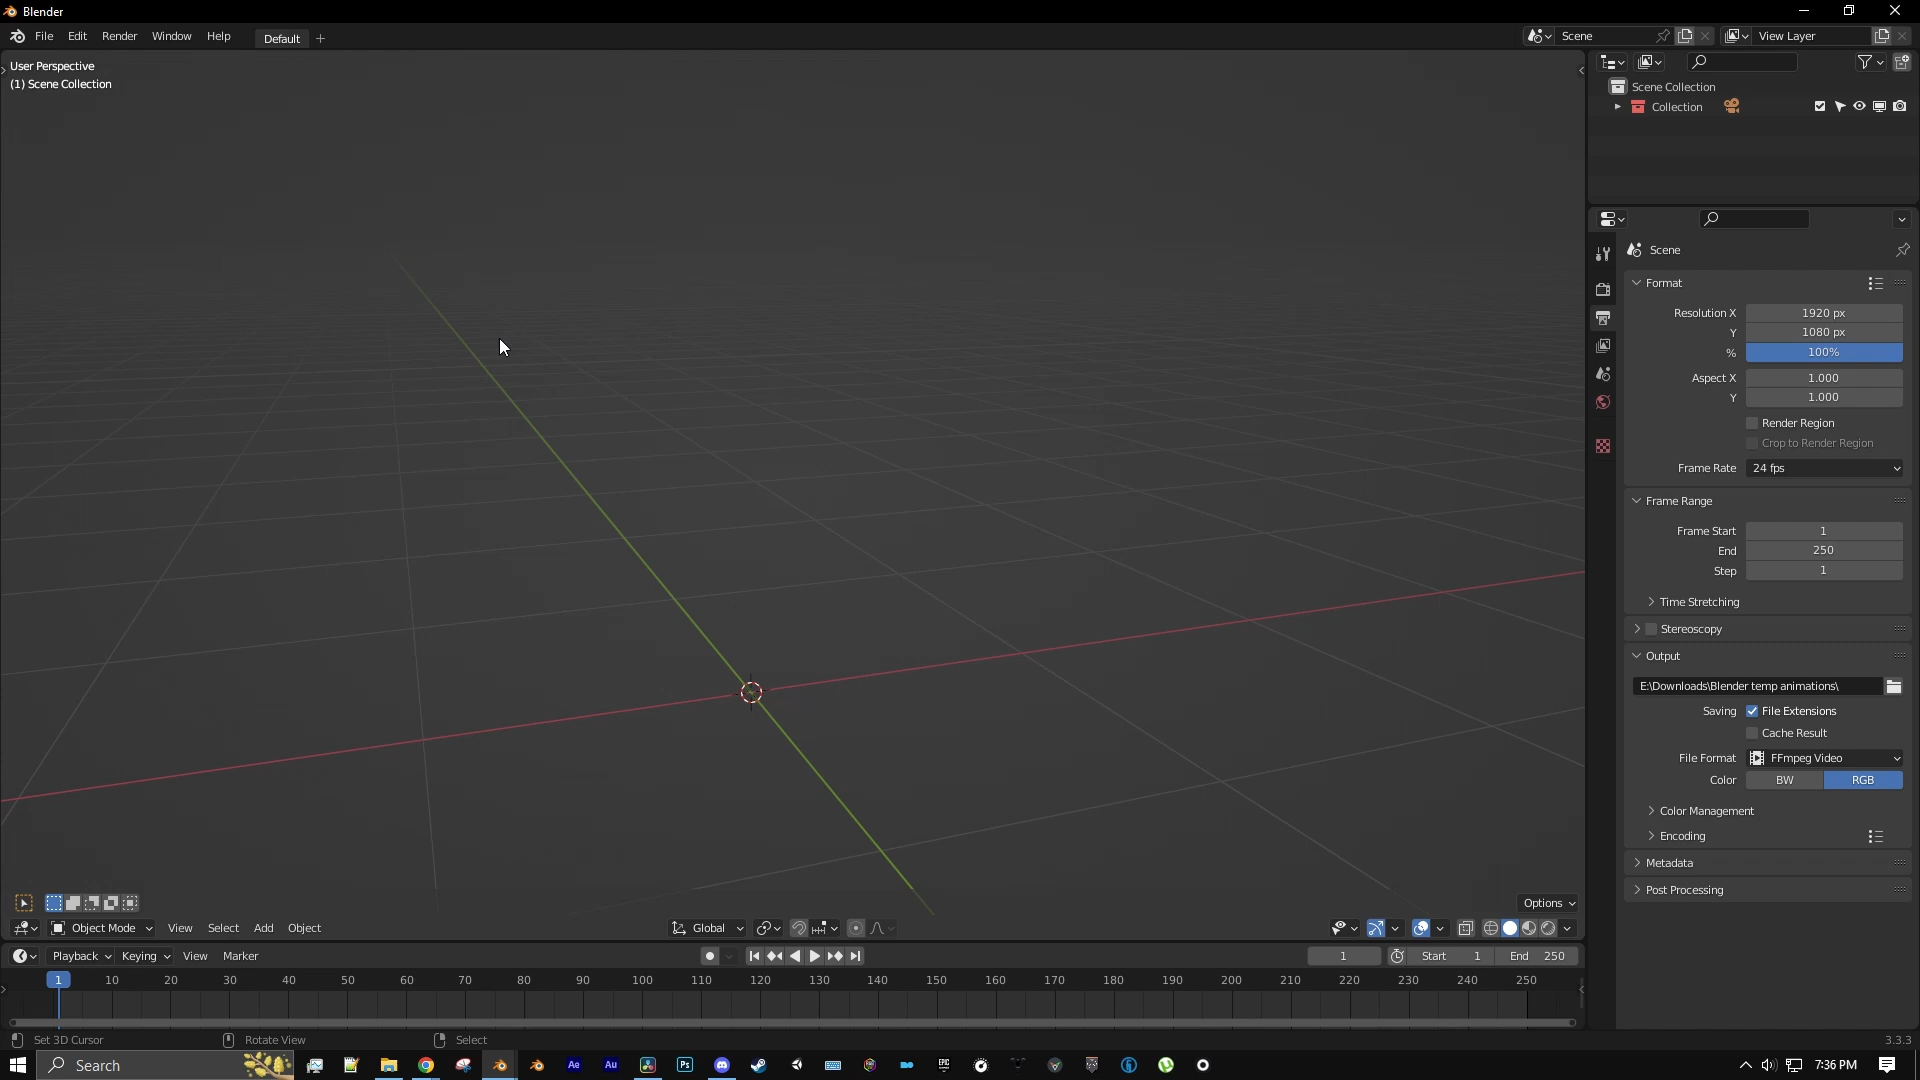 Blender
File Edit Render Window Help Default Scene View Layer
User Perspective
(1) Scene Collection
Scene Collection
Collection
Scene
Format
Resolution X 1920 px
Y 1080 px
% 100%
Aspect X 1.000
Y 1.000
Render Region
Crop to Render Region
Frame Rate 24 fps
Frame Range
Frame Start 1
End 250
Step 1
Time Stretching
Stereoscopy
Output
E:\Downloads\Blender temp animations\
Saving File Extensions
Cache Result
File Format FFmpeg Video
Color BW RGB
Color Management
Encoding
Metadata
Post Processing
Options
Object Mode View Select Add Object Global
Playback Keying View Marker 1 Start 1 End 250
1 10 20 30 40 50 60 70 80 90 100 110 120 130 140 150 160 170 180 190 200 210 220 230 240 250
Set 3D Cursor Rotate View Select 3.3.3
Search Ae Au Ps EPIC 7:36 PM